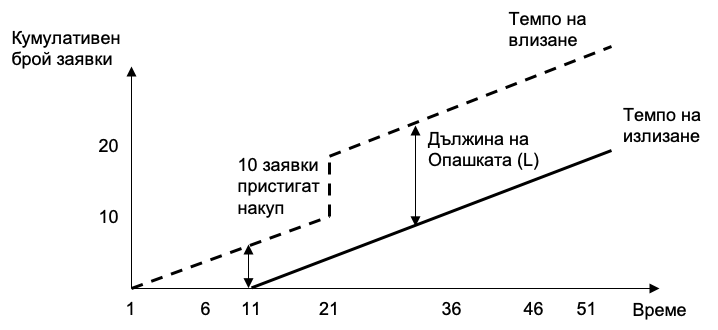 Темпо на
влизане
Кумулативен
брой заявки
Темпо на
излизане
20
Дължина на
Опашката (L)
10 заявки
пристигат
накуп
10
1 6 11 21 36 46 51 Време